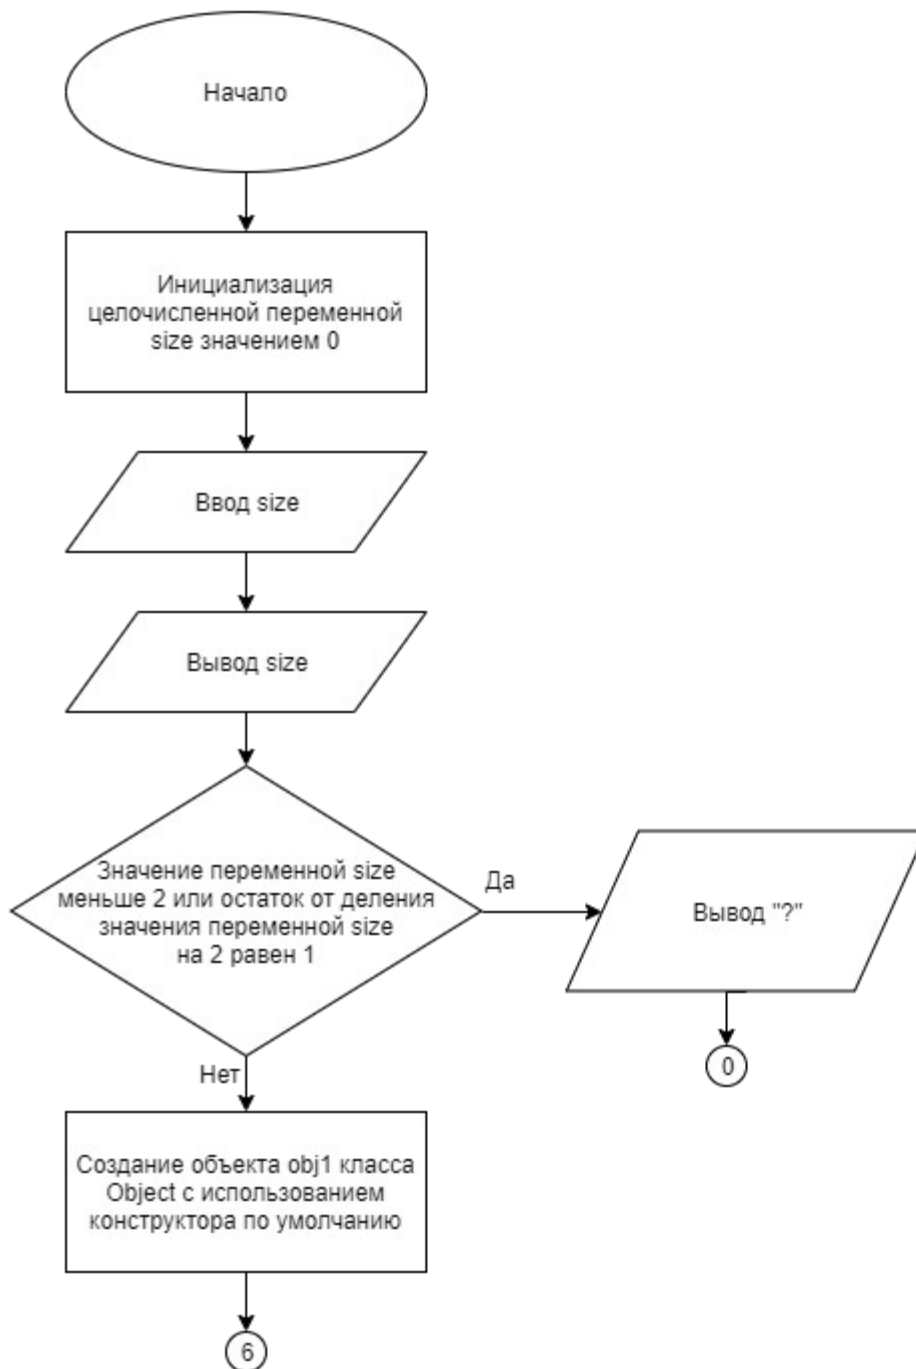 Начало
Инициализация
целочисленной переменной
size значением 0
Ввод size
Вывод size
Значение переменной size
меньше 2 или остаток от деления
значения переменной size
на 2 равен 1
Да
Вывод "?"
0
Нет
Создание объекта obj1 класса
Object с использованием
конструктора по умолчанию
6